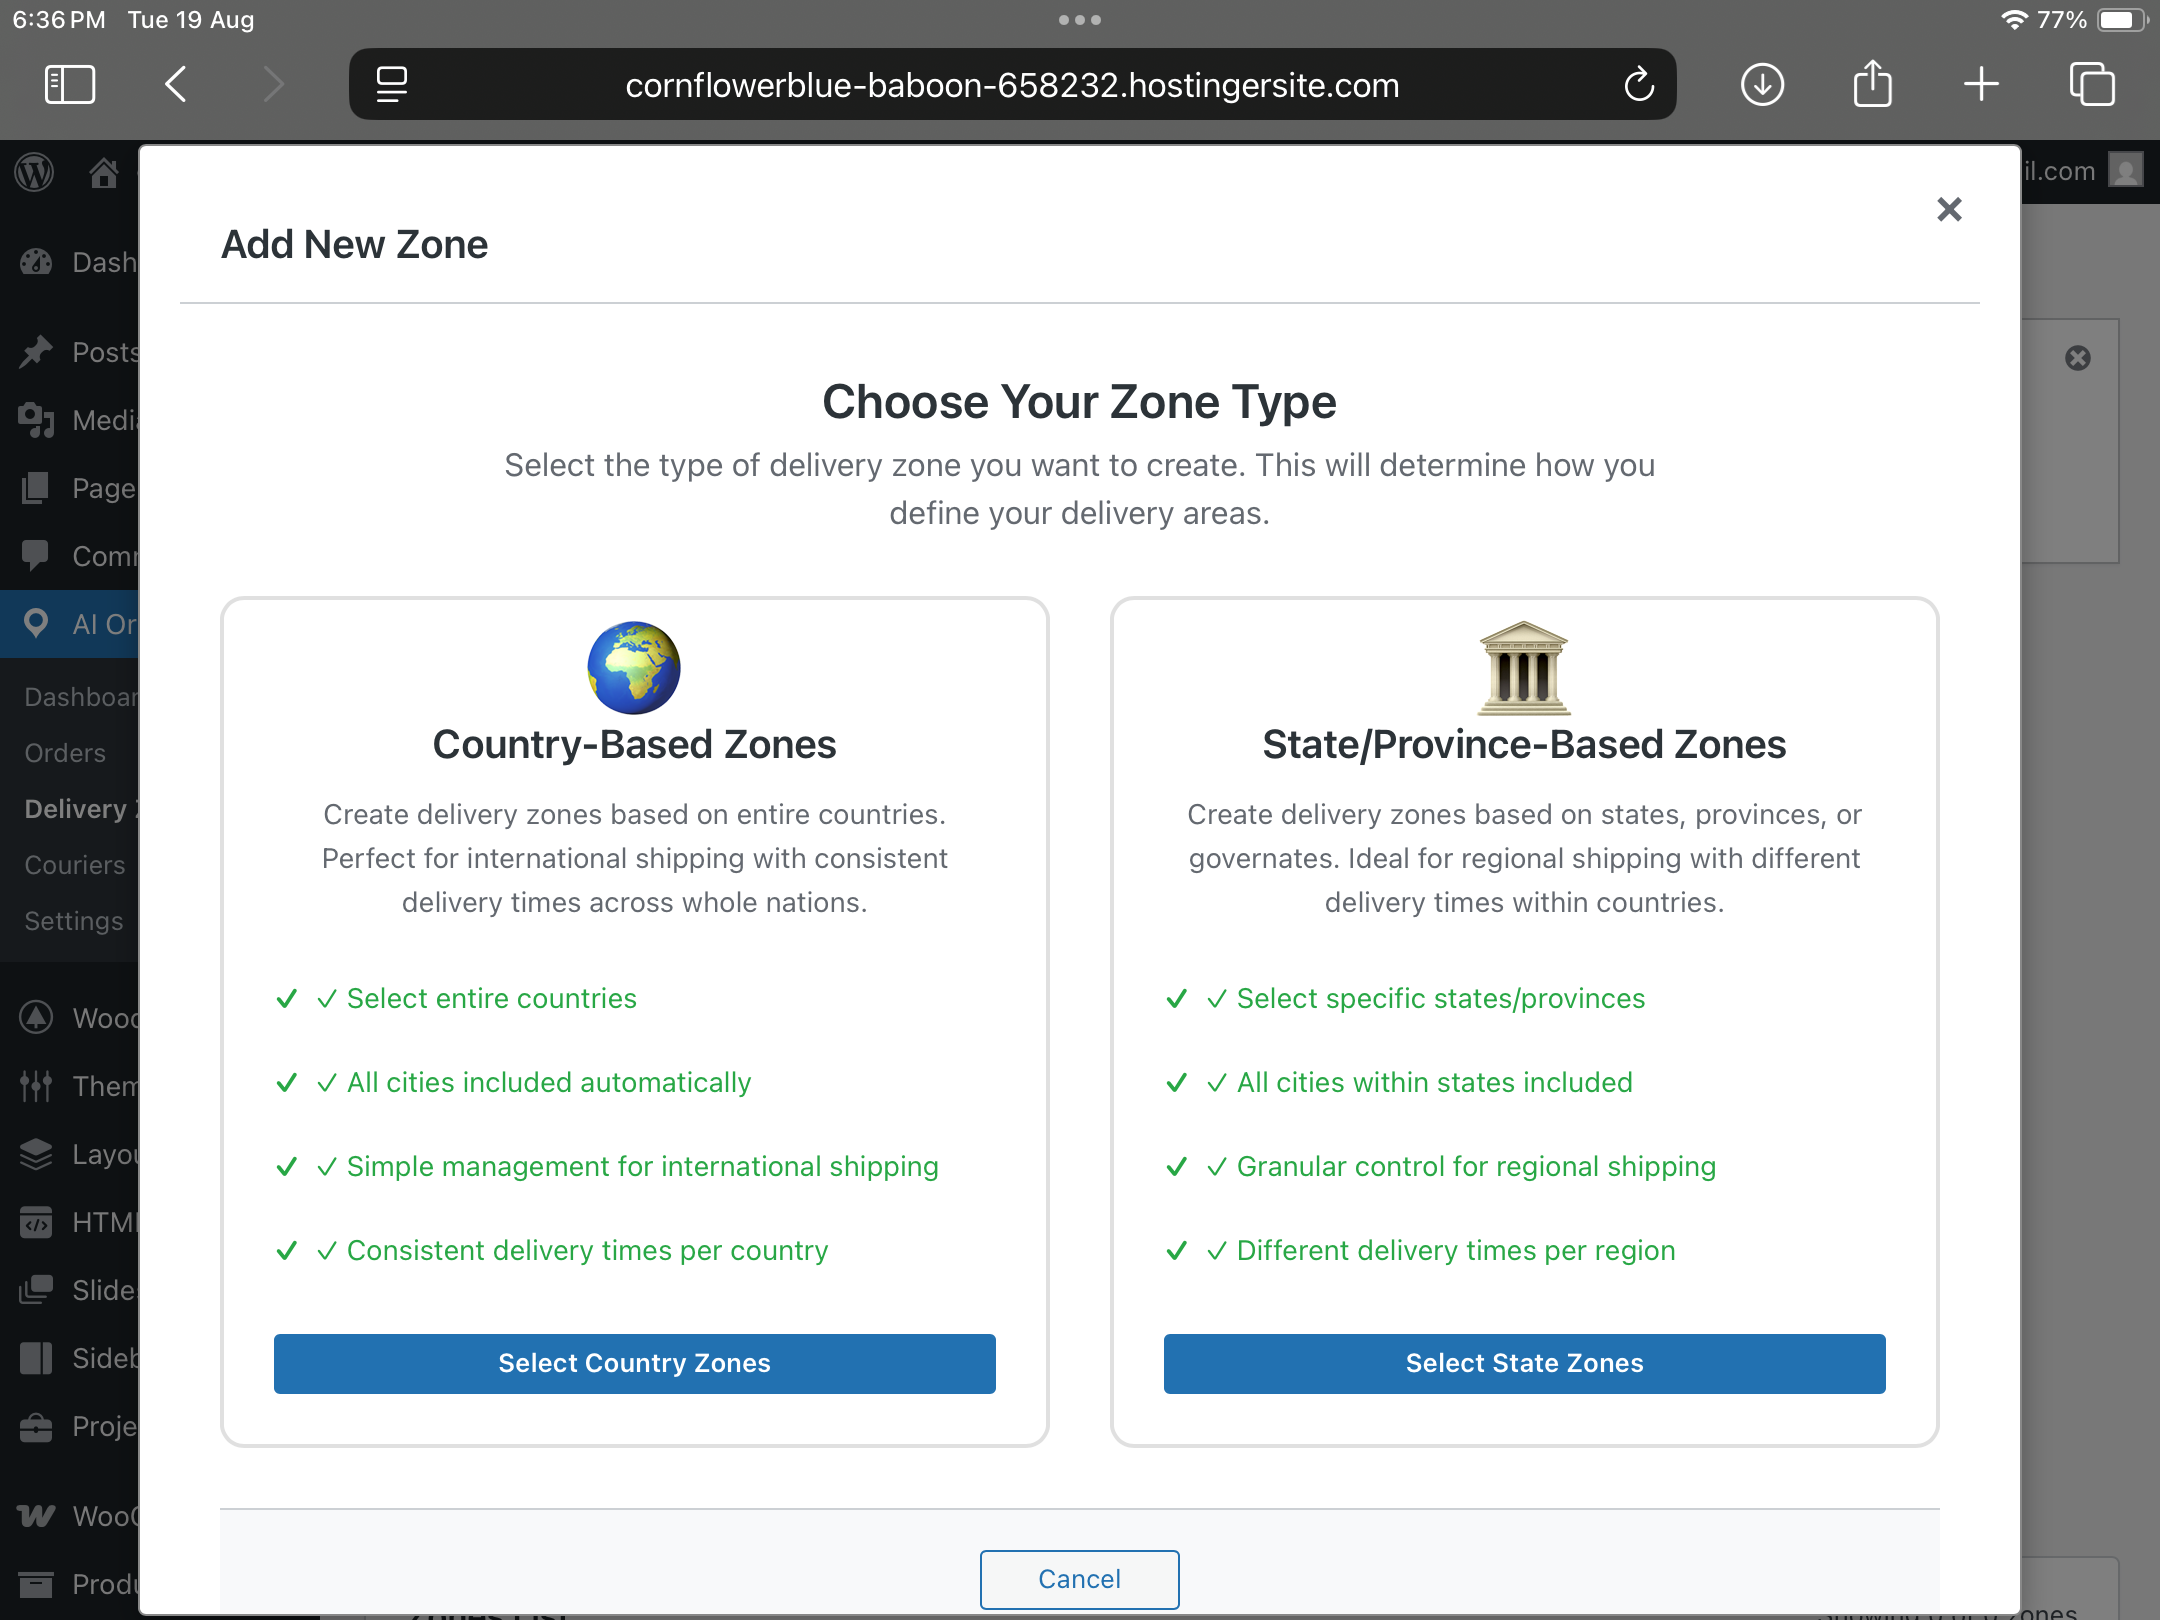 6:36 PM Tue 19 Aug
77%
cornflowerblue-baboon-658232.hostingersite.com
il.com
Add New Zone
Choose Your Zone Type
Select the type of delivery zone you want to create. This will determine how you
define your delivery areas.
Country-Based Zones
Create delivery zones based on entire countries.
Perfect for international shipping with consistent
delivery times across whole nations.
✓ Select entire countries
✓ All cities included automatically
✓ Simple management for international shipping
✓ Consistent delivery times per country
Select Country Zones
State/Province-Based Zones
Create delivery zones based on states, provinces, or
governates. Ideal for regional shipping with different
delivery times within countries.
✓ Select specific states/provinces
✓ All cities within states included
✓ Granular control for regional shipping
✓ Different delivery times per region
Select State Zones
Cancel
Dash
Posts
Medi
Page
Com
AI Or
Dashboar
Orders
Delivery
Couriers
Settings
Wood
Them
Layou
HTM
Slides
Sideb
Proje
Woo
Produ